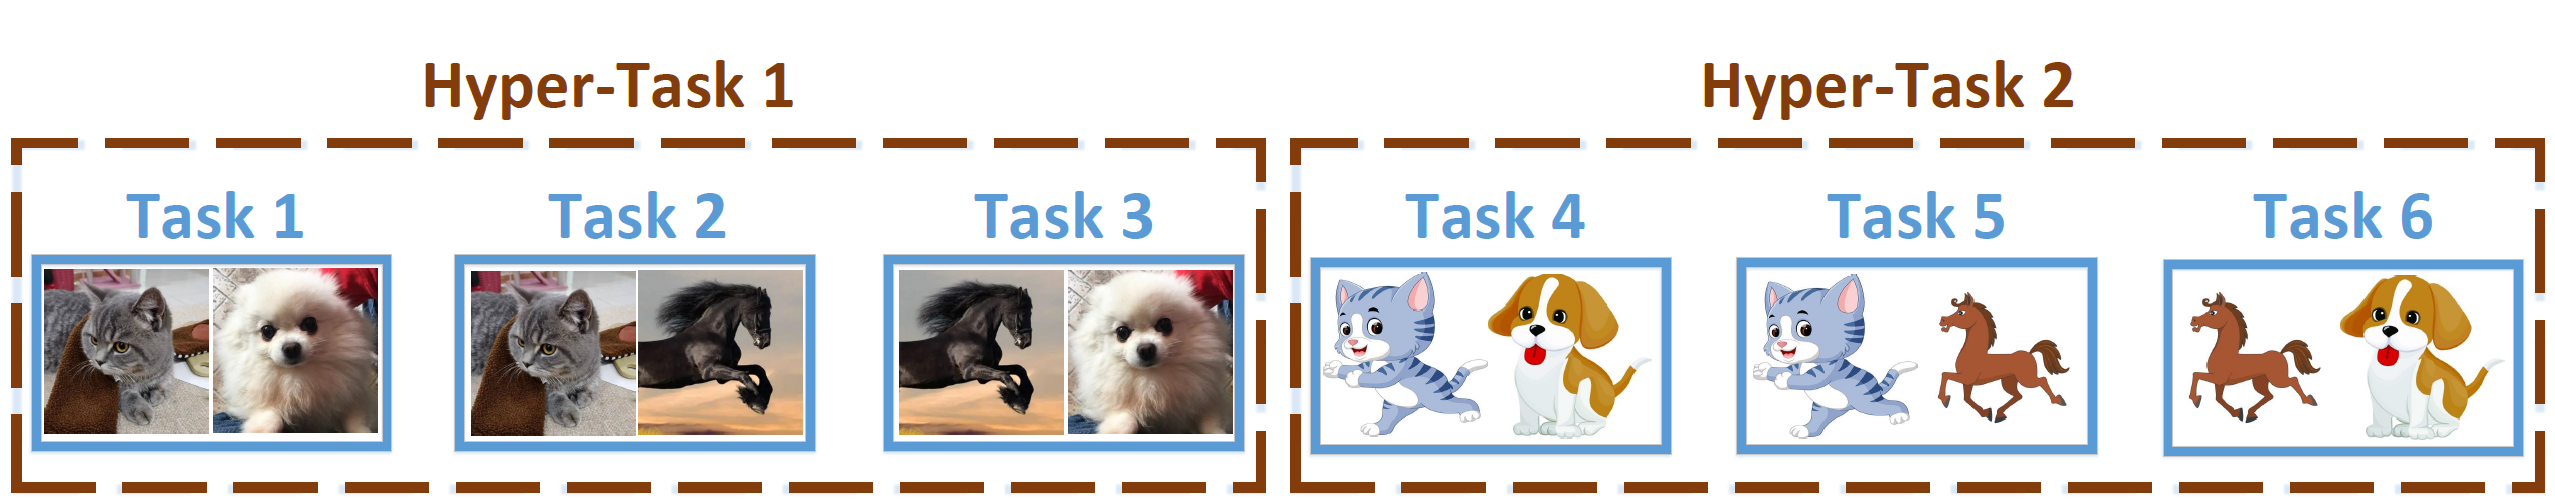 Hyper-Task 1
Hyper-Task 2
Task 1
Task 2
Task 3
Task 4
Task 5
Task 6